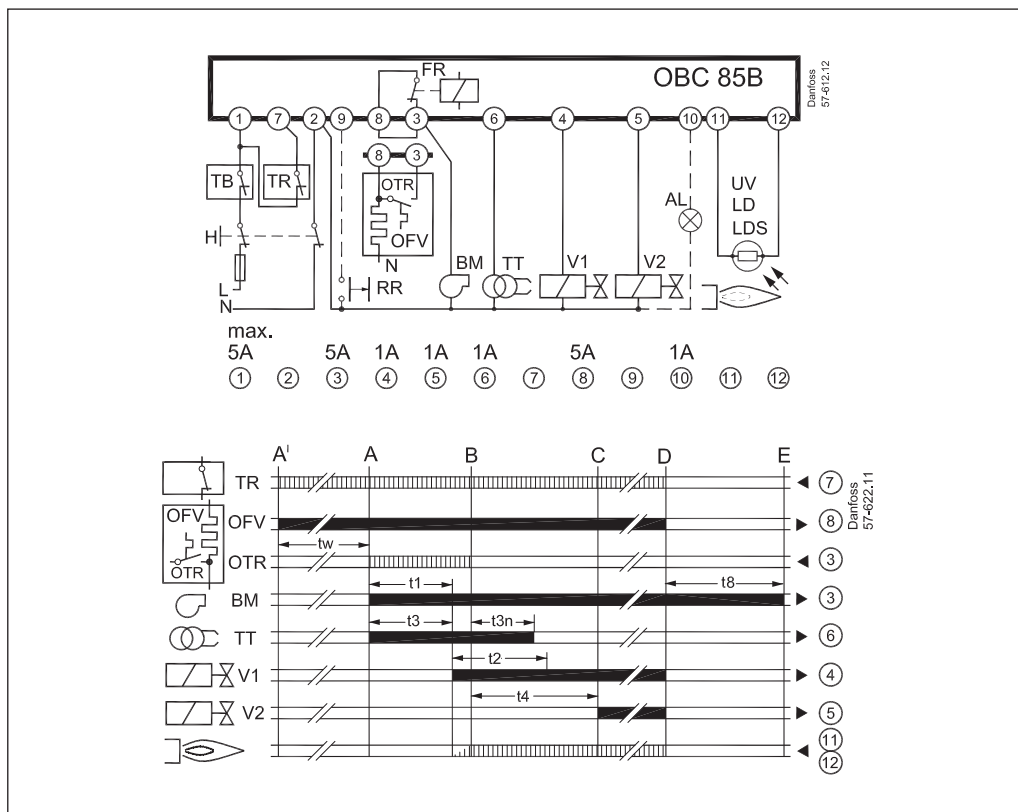 OBC 85B
Danfoss
57-612.12
FR
1 7 2 9 8 3 6 4 5 10 11 12
8 3
TB TR
OTR
OFV
N
H
L
N
RR
BM TT V1 V2
AL
UV
LD
LDS
max.
5A 5A 1A 1A 1A 5A 1A
1 2 3 4 5 6 7 8 9 10 11 12
A' A B C D E
TR 7
Danfoss
57-622.11
OFV
OTR
OFV 8
tw
OTR 3
t1 t8
BM 3
t3 t3n
TT 6
t2
V1 4
t4
V2 5
11
12